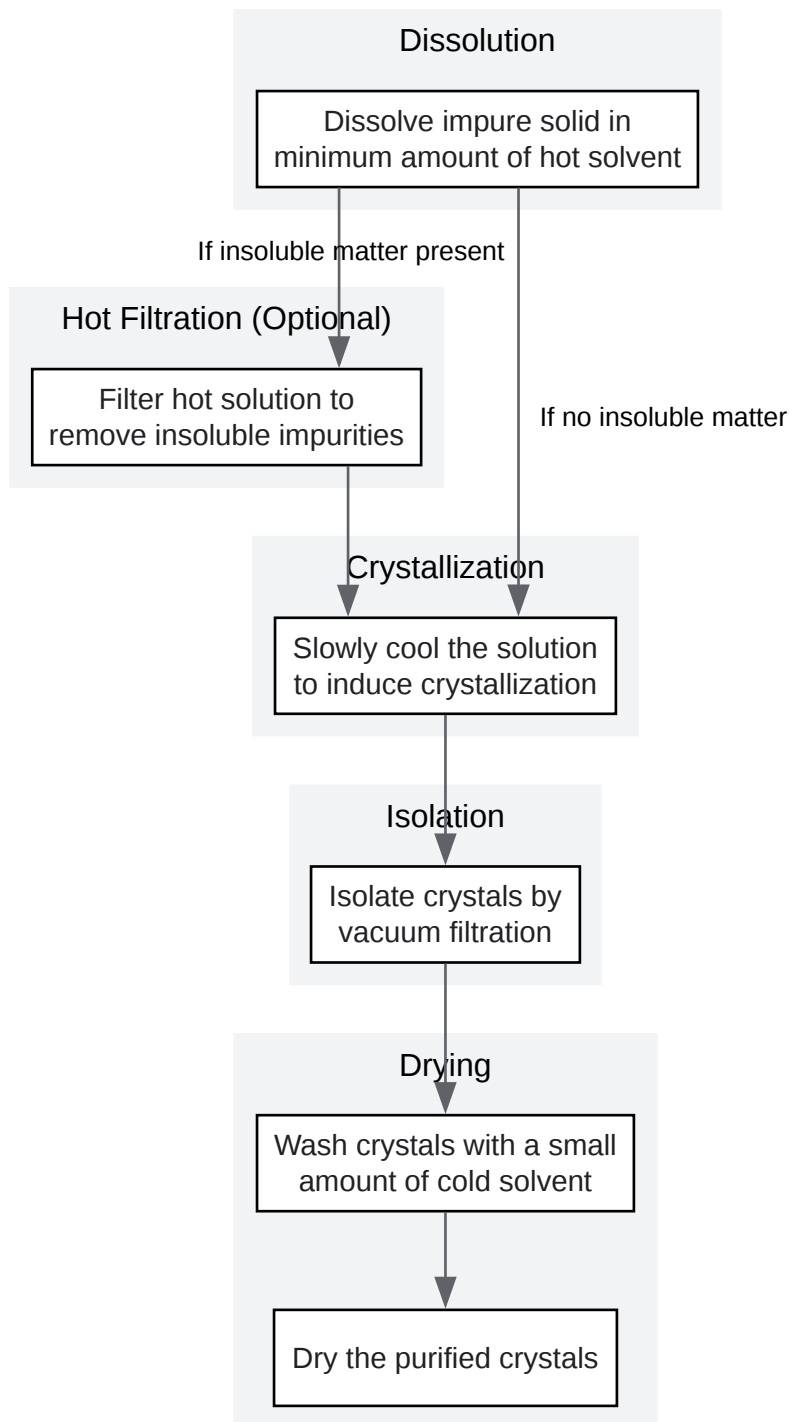 Dissolution
Dissolve impure solid in
minimum amount of hot solvent
If insoluble matter present
Hot Filtration (Optional)
Filter hot solution to
remove insoluble impurities
If no insoluble matter
Crystallization
Slowly cool the solution
to induce crystallization
Isolation
Isolate crystals by
vacuum filtration
Drying
Wash crystals with a small
amount of cold solvent
Dry the purified crystals